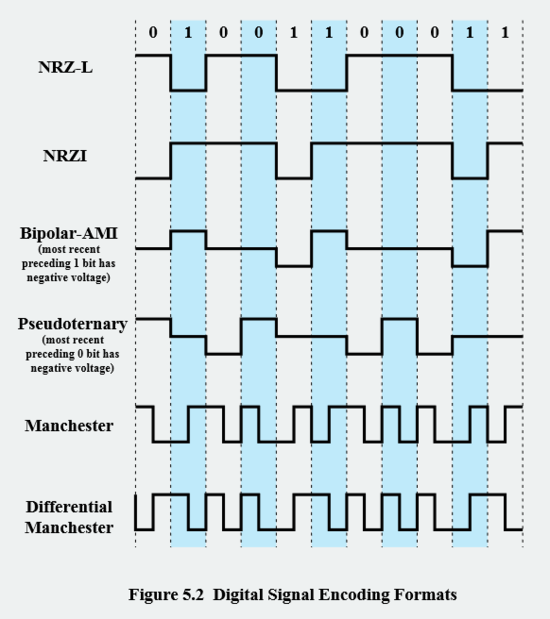 0 1 0 0 1 1 0 0 0 1 1
NRZ-L
NRZI
Bipolar-AMI
(most recent
preceding 1 bit has
negative voltage)
Pseudoternary
(most recent
preceding 0 bit has
negative voltage)
Manchester
Differential
Manchester
Figure 5.2 Digital Signal Encoding Formats